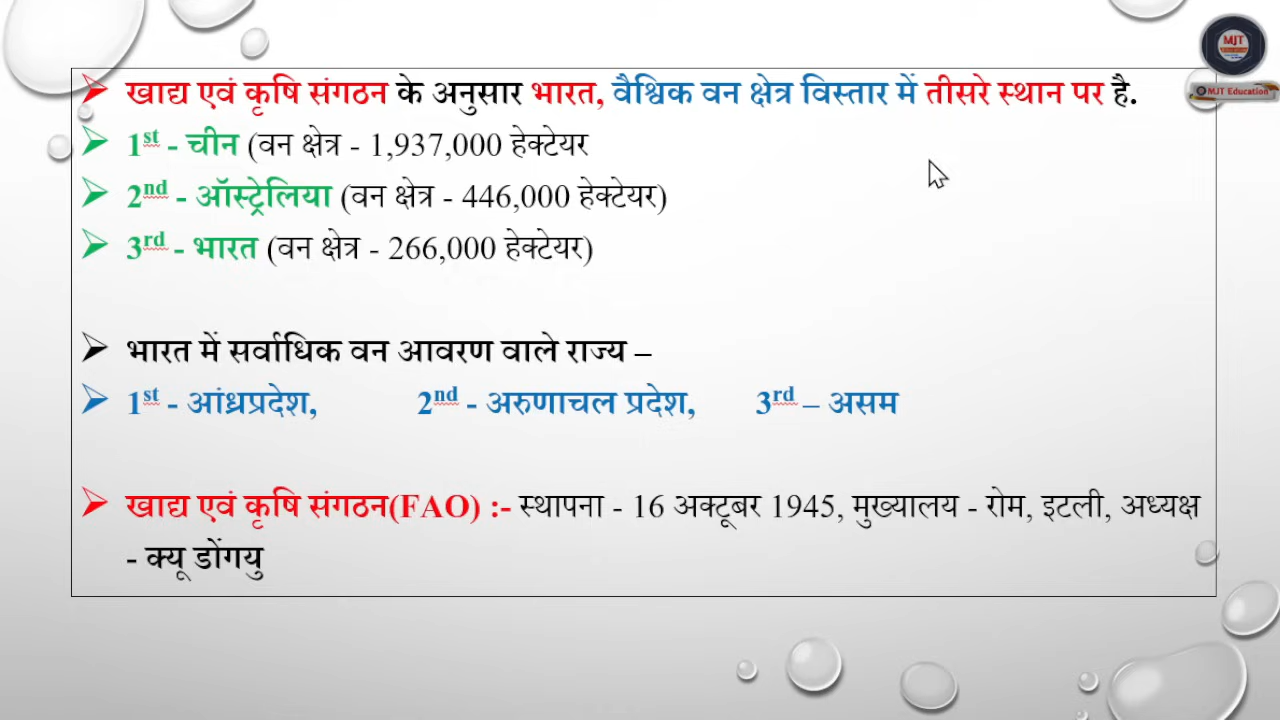 खाद्य एवं कृषि संगठन के अनुसार भारत, वैश्विक वन क्षेत्र विस्तार में तीसरे स्थान पर है.
1st - चीन (वन क्षेत्र - 1,937,000 हेक्टेयर
2nd - ऑस्ट्रेलिया (वन क्षेत्र - 446,000 हेक्टेयर)
3rd - भारत (वन क्षेत्र - 266,000 हेक्टेयर)
भारत में सर्वाधिक वन आवरण वाले राज्य –
1st - आंध्रप्रदेश, 2nd - अरुणाचल प्रदेश, 3rd – असम
खाद्य एवं कृषि संगठन(FAO) :- स्थापना - 16 अक्टूबर 1945, मुख्यालय - रोम, इटली, अध्यक्ष
- क्यू डोंगयु
MJT
MJT Education